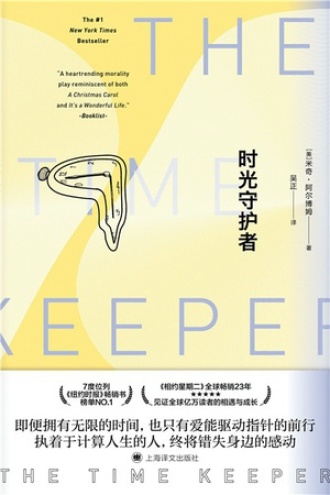 The #1
New York Times
Bestseller
THE
"A heartrending morality
play reminiscent of both
A Christmas Carol
and It's a Wonderful Life."
-Booklist-
TIME
时光守护者
[美]米奇·阿尔博姆 著
吴正 译
KEEPER
7度位列
《纽约时报》畅销书
榜单NO.1
《相约星期二》全球畅销23年
★★★★★
见证全球亿万读者的相遇与成长
即便拥有无限的时间，也只有爱能驱动指针的前行
执着于计算人生的人，终将错失身边的感动
THE TIME KEEPER
上海译文出版社